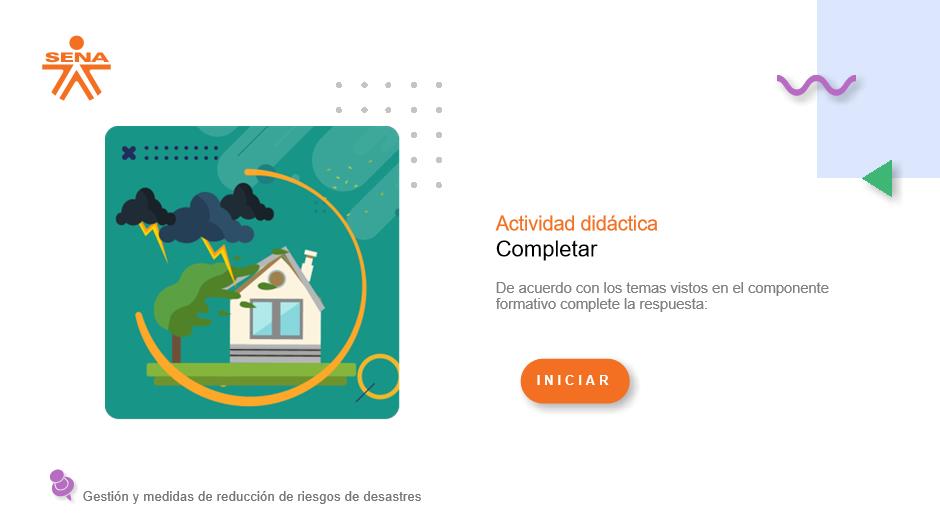 SENA
Actividad didáctica
Completar
De acuerdo con los temas vistos en el componente
formativo complete la respuesta:
INICIAR
Gestión y medidas de reducción de riesgos de desastres